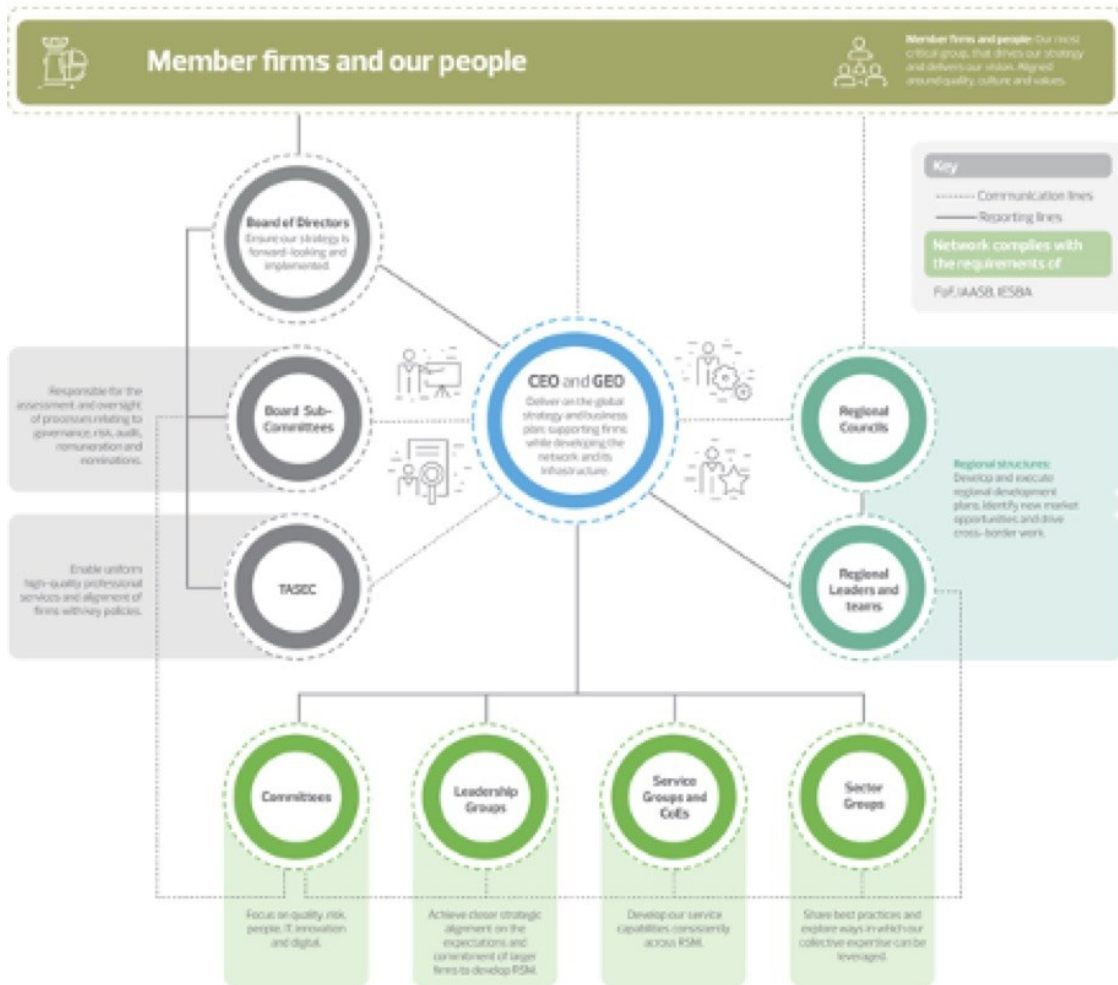 Member firms and our people
Member firms and people: Our most
critical group, that drives our strategy
and delivers our vision. Aligned
around quality, culture and values.
Key
Communication lines
Reporting lines
Network complies with
the requirements of
FoF, IAASB, IESBA
Board of Directors
Ensure our strategy is
forward-looking and
implemented.
CEO and GEO
Deliver on the global
strategy and business
plan: supporting firms
while developing the
network and its
infrastructure.
Responsible for the
assessment and oversight
of processes relating to
governance, risk, audit,
remuneration and
nominations.
Board Sub-
Committees
Regional
Councils
Regional structures:
Develop and execute
regional development
plans, identify new market
opportunities and drive
cross-border work.
Enable uniform
high-quality professional
services and alignment of
firms with key policies.
TASEC
Regional
Leaders and
teams
Committees
Leadership
Groups
Service
Groups and
CoEs
Sector
Groups
Focus on quality, risk,
people, IT, innovation
and digital.
Achieve closer strategic
alignment on the
expectations and
commitment of larger
firms to develop RSM.
Develop our service
capabilities consistently
across RSM.
Share best practices and
explore ways in which our
collective expertise can be
leveraged.